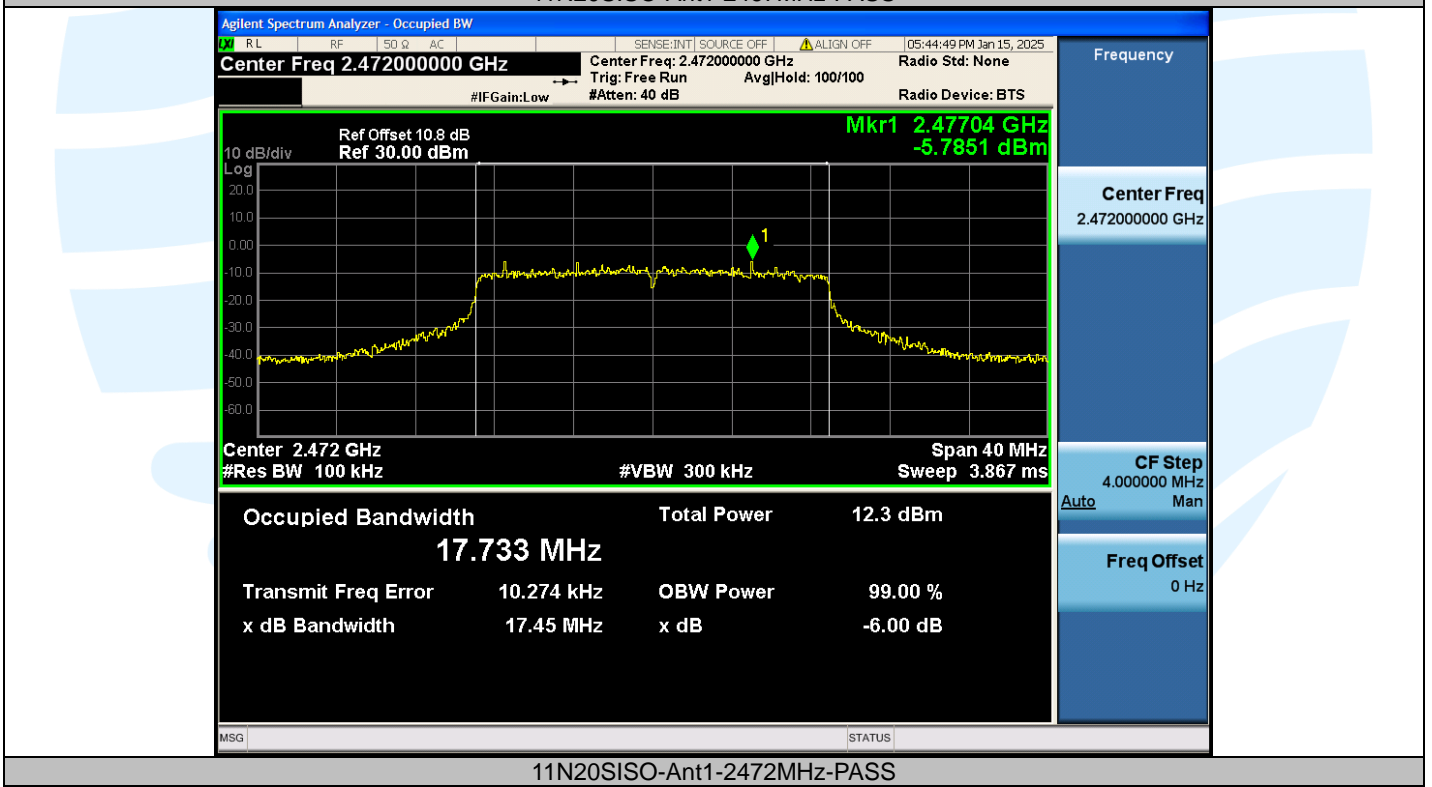 11N20SISO-Ant1-2467MHz-PASS
Agilent Spectrum Analyzer - Occupied BW
LXI RL RF 50 Ω AC SENSE:INT SOURCE OFF ALIGN OFF 05:44:49 PM Jan 15, 2025
Center Freq 2.472000000 GHz
Center Freq: 2.472000000 GHz
Radio Std: None
Trig: Free Run Avg|Hold: 100/100
#IFGain:Low #Atten: 40 dB Radio Device: BTS
Mkr1 2.47704 GHz
-5.7851 dBm
Ref Offset 10.8 dB
10 dB/div Ref 30.00 dBm
Log
20.0
10.0
0.00
-10.0
-20.0
-30.0
-40.0
-50.0
-60.0
1
Center 2.472 GHz Span 40 MHz
#Res BW 100 kHz #VBW 300 kHz Sweep 3.867 ms
Occupied Bandwidth Total Power 12.3 dBm
17.733 MHz
Transmit Freq Error 10.274 kHz OBW Power 99.00 %
x dB Bandwidth 17.45 MHz x dB -6.00 dB
Frequency
Center Freq
2.472000000 GHz
CF Step
4.000000 MHz
Auto Man
Freq Offset
0 Hz
MSG STATUS
11N20SISO-Ant1-2472MHz-PASS